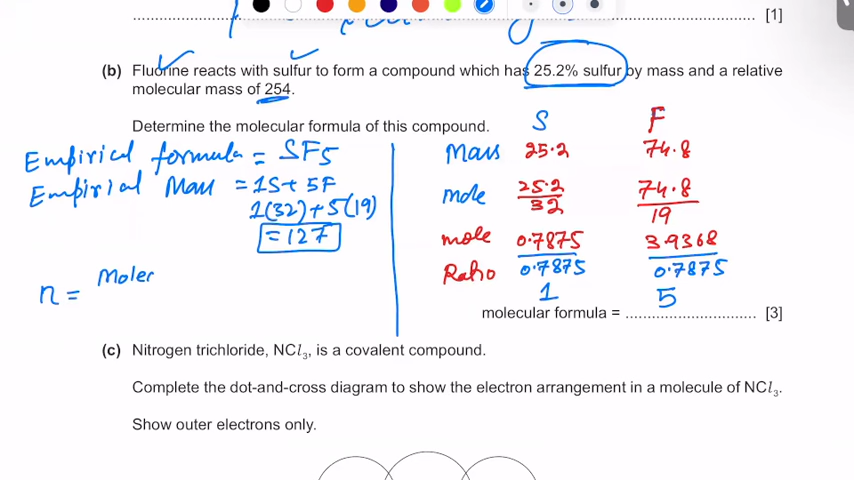 [1]
(b) Fluorine reacts with sulfur to form a compound which has 25.2% sulfur by mass and a relative
molecular mass of 254.
Determine the molecular formula of this compound.
Empirical formula = SF5
Empirial Mass = 1S + 5F
1(32) + 5(19)
= 127
n = Molec
S F
Mass 25.2 74.8
mole 25.2/32 74.8/19
mole 0.7875 3.9368
Ratio 0.7875 0.7875
1 5
molecular formula = .............................. [3]
(c) Nitrogen trichloride, NCl3, is a covalent compound.
Complete the dot-and-cross diagram to show the electron arrangement in a molecule of NCl3.
Show outer electrons only.